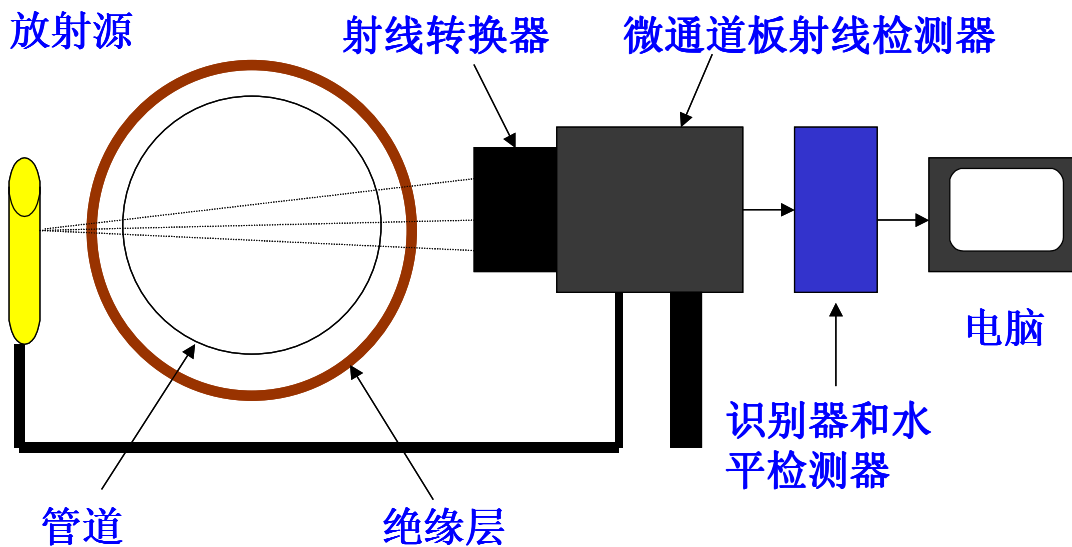 放射源
射线转换器
微通道板射线检测器
电脑
识别器和水
平检测器
管道
绝缘层